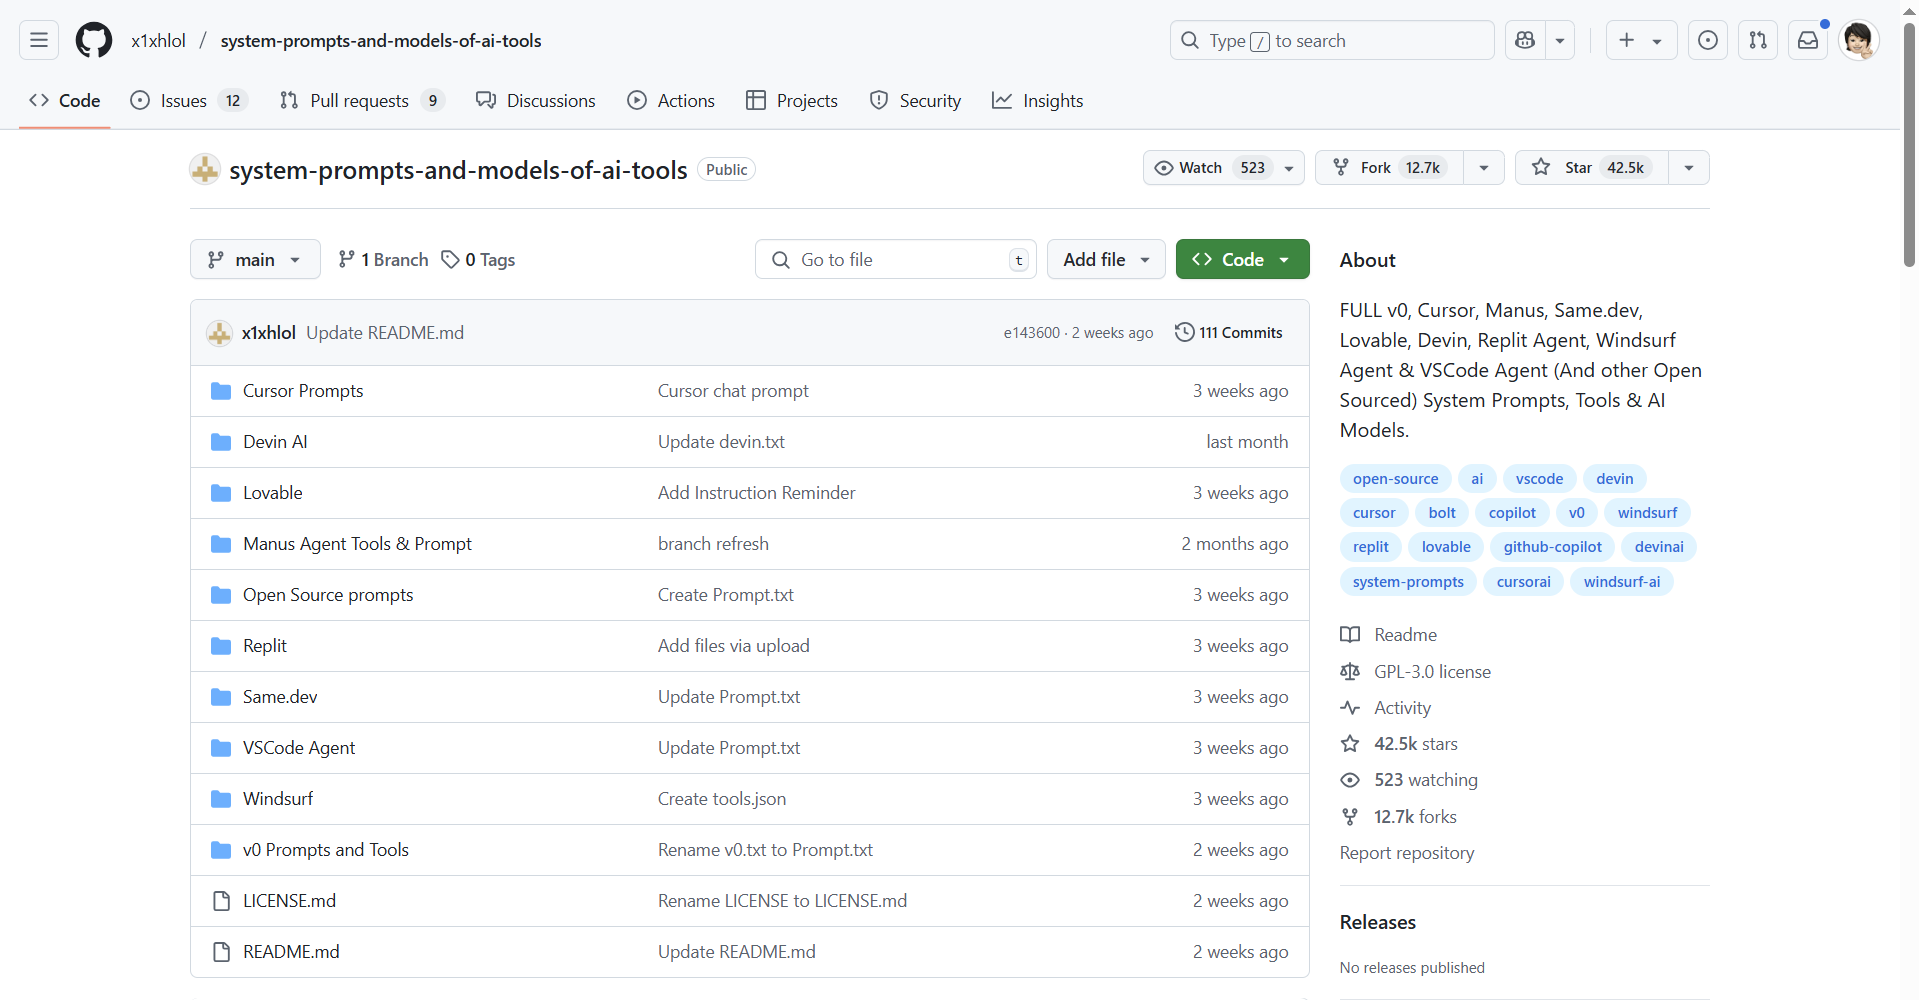 x1xhlol / system-prompts-and-models-of-ai-tools
Type / to search
Code
Issues 12
Pull requests 9
Discussions
Actions
Projects
Security
Insights
system-prompts-and-models-of-ai-tools Public
Watch 523
Fork 12.7k
Star 42.5k
main
1 Branch
0 Tags
Go to file t
Add file
Code
x1xhlol Update README.md e143600 · 2 weeks ago 111 Commits
Cursor Prompts Cursor chat prompt 3 weeks ago
Devin AI Update devin.txt last month
Lovable Add Instruction Reminder 3 weeks ago
Manus Agent Tools & Prompt branch refresh 2 months ago
Open Source prompts Create Prompt.txt 3 weeks ago
Replit Add files via upload 3 weeks ago
Same.dev Update Prompt.txt 3 weeks ago
VSCode Agent Update Prompt.txt 3 weeks ago
Windsurf Create tools.json 3 weeks ago
v0 Prompts and Tools Rename v0.txt to Prompt.txt 2 weeks ago
LICENSE.md Rename LICENSE to LICENSE.md 2 weeks ago
README.md Update README.md 2 weeks ago
About
FULL v0, Cursor, Manus, Same.dev,
Lovable, Devin, Replit Agent, Windsurf
Agent & VSCode Agent (And other Open
Sourced) System Prompts, Tools & AI
Models.
open-source ai vscode devin
cursor bolt copilot v0 windsurf
replit lovable github-copilot devinai
system-prompts cursorai windsurf-ai
Readme
GPL-3.0 license
Activity
42.5k stars
523 watching
12.7k forks
Report repository
Releases
No releases published